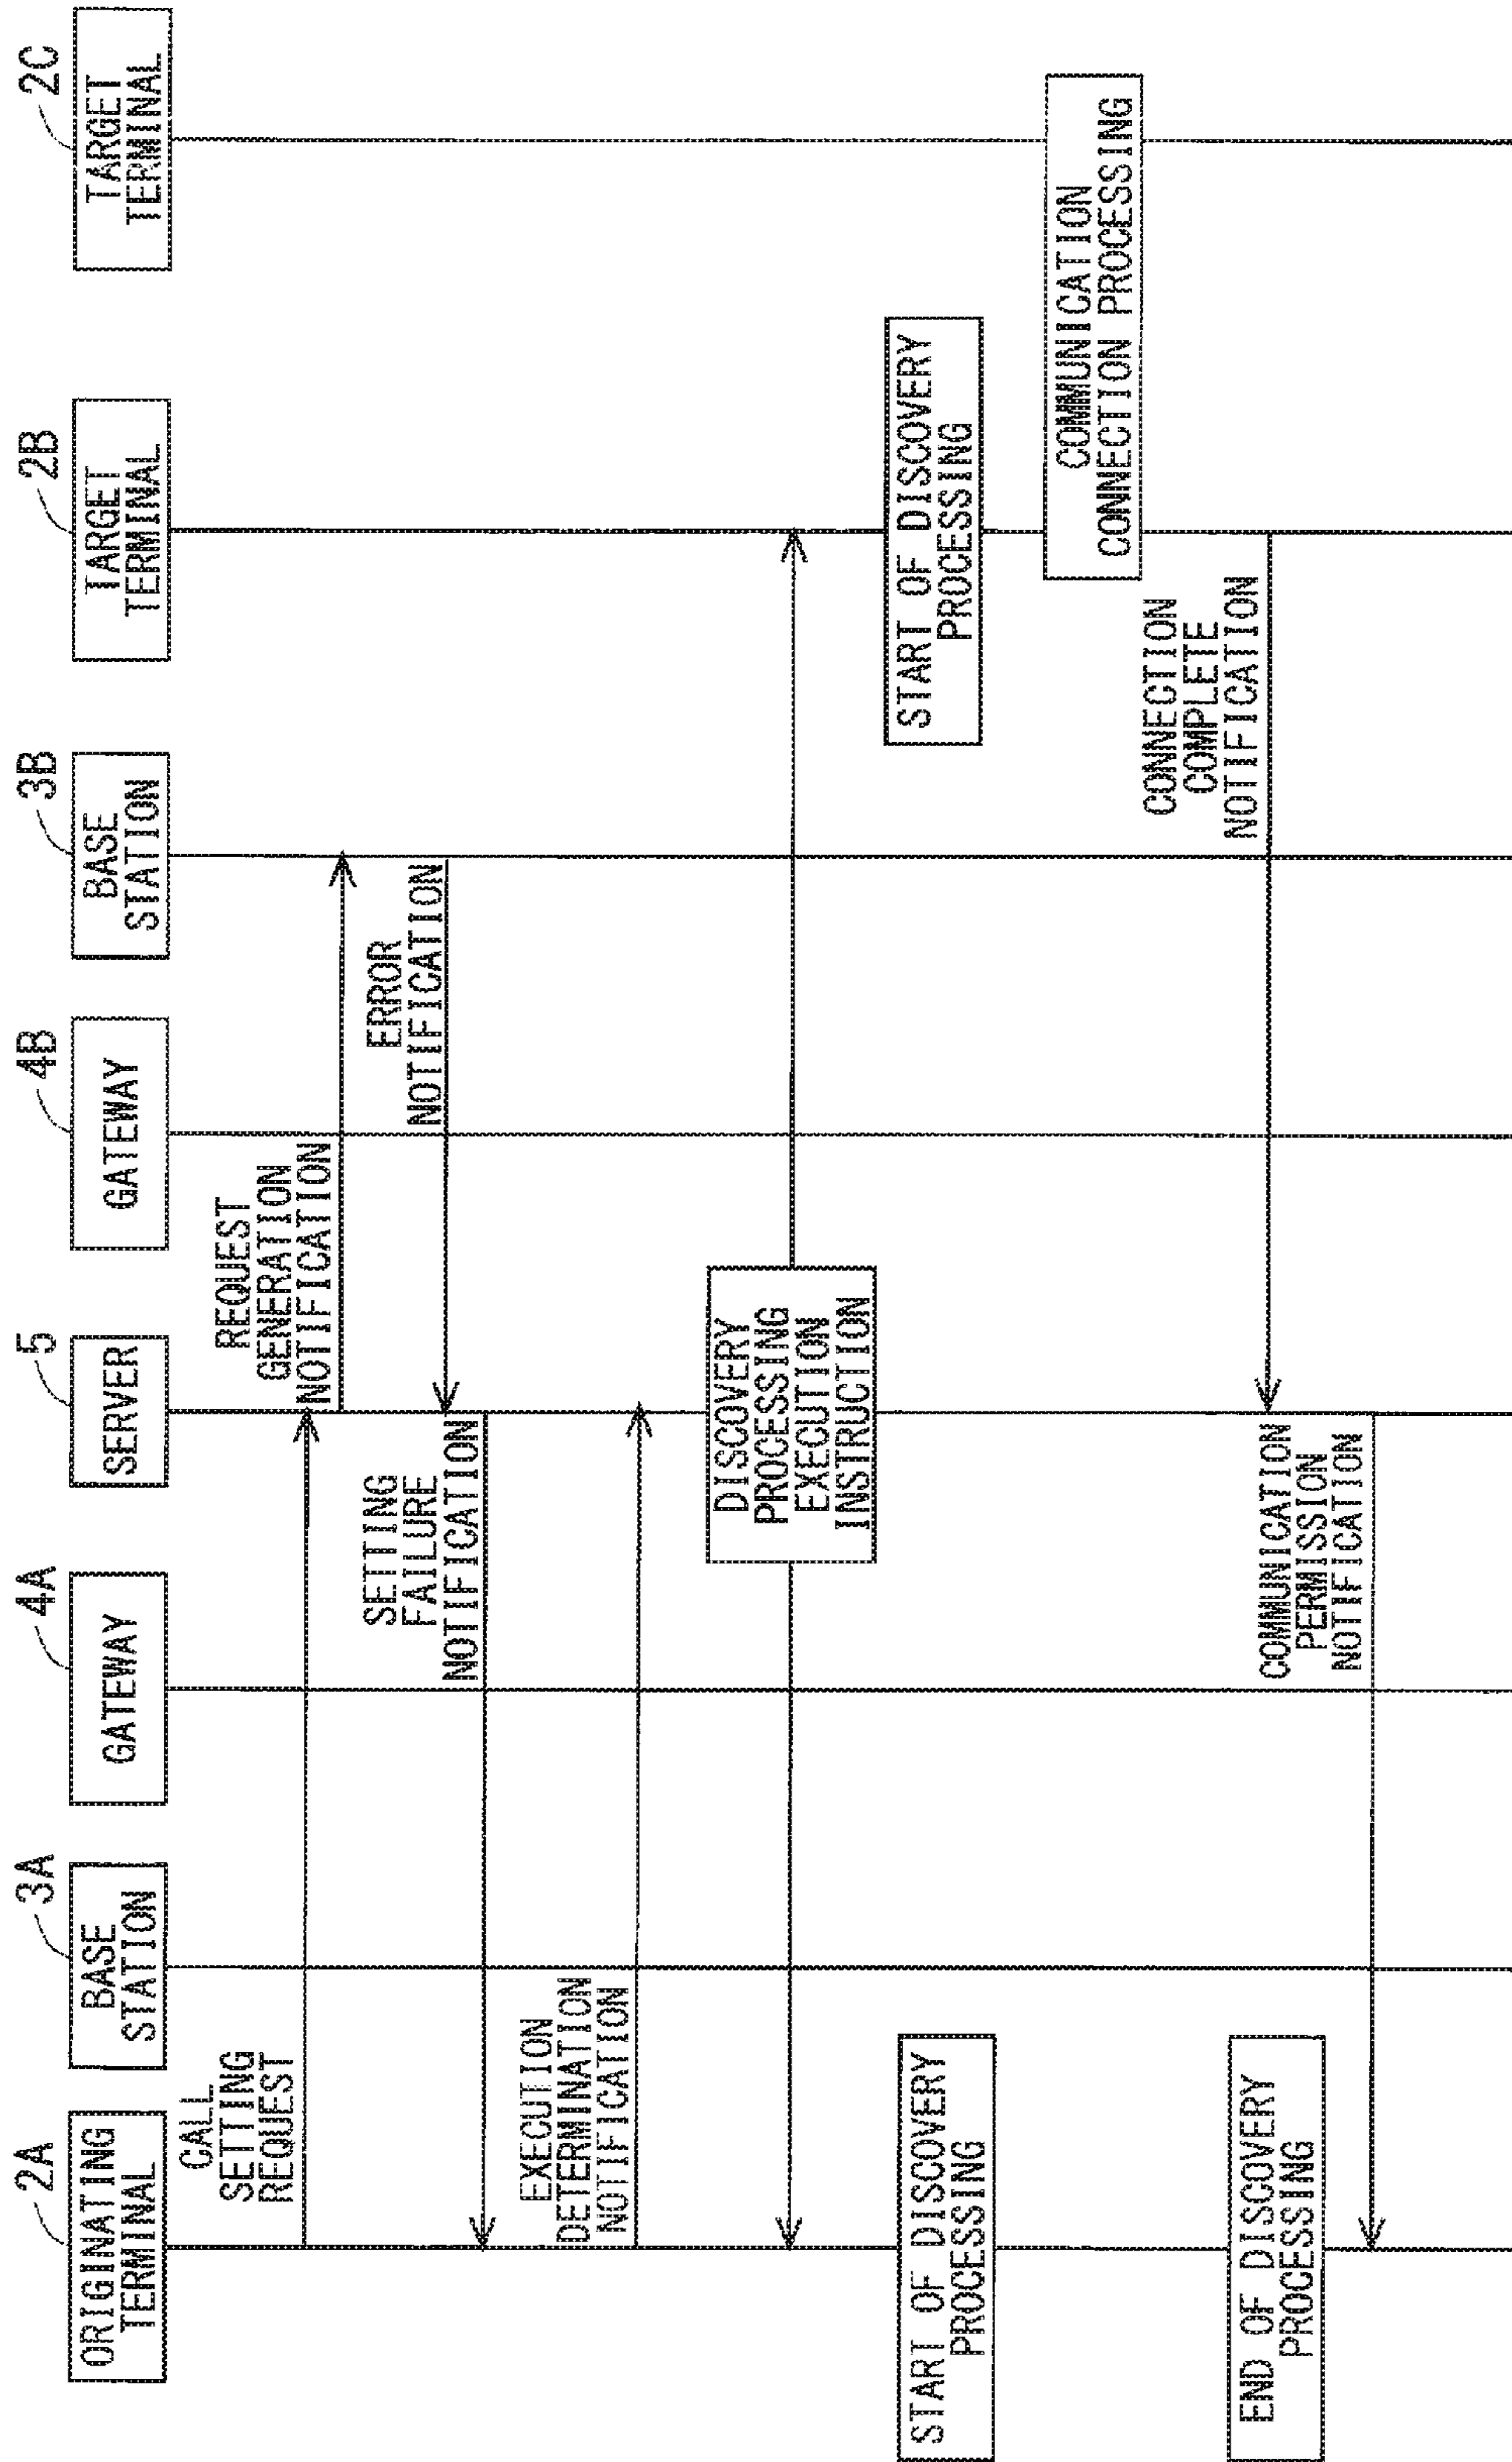 2A
ORIGINATING
TERMINAL
3A
BASE
STATION
4A
GATEWAY
5
SERVER
4B
GATEWAY
3B
BASE
STATION
2B
TARGET
TERMINAL
2C
TARGET
TERMINAL
CALL
SETTING
REQUEST
REQUEST
GENERATION
NOTIFICATION
ERROR
NOTIFICATION
SETTING
FAILURE
NOTIFICATION
EXECUTION
DETERMINATION
NOTIFICATION
DISCOVERY
PROCESSING
EXECUTION
INSTRUCTION
START OF DISCOVERY
PROCESSING
START OF DISCOVERY
PROCESSING
COMMUNICATION
CONNECTION PROCESSING
CONNECTION
COMPLETE
NOTIFICATION
END OF DISCOVERY
PROCESSING
COMMUNICATION
PERMISSION
NOTIFICATION